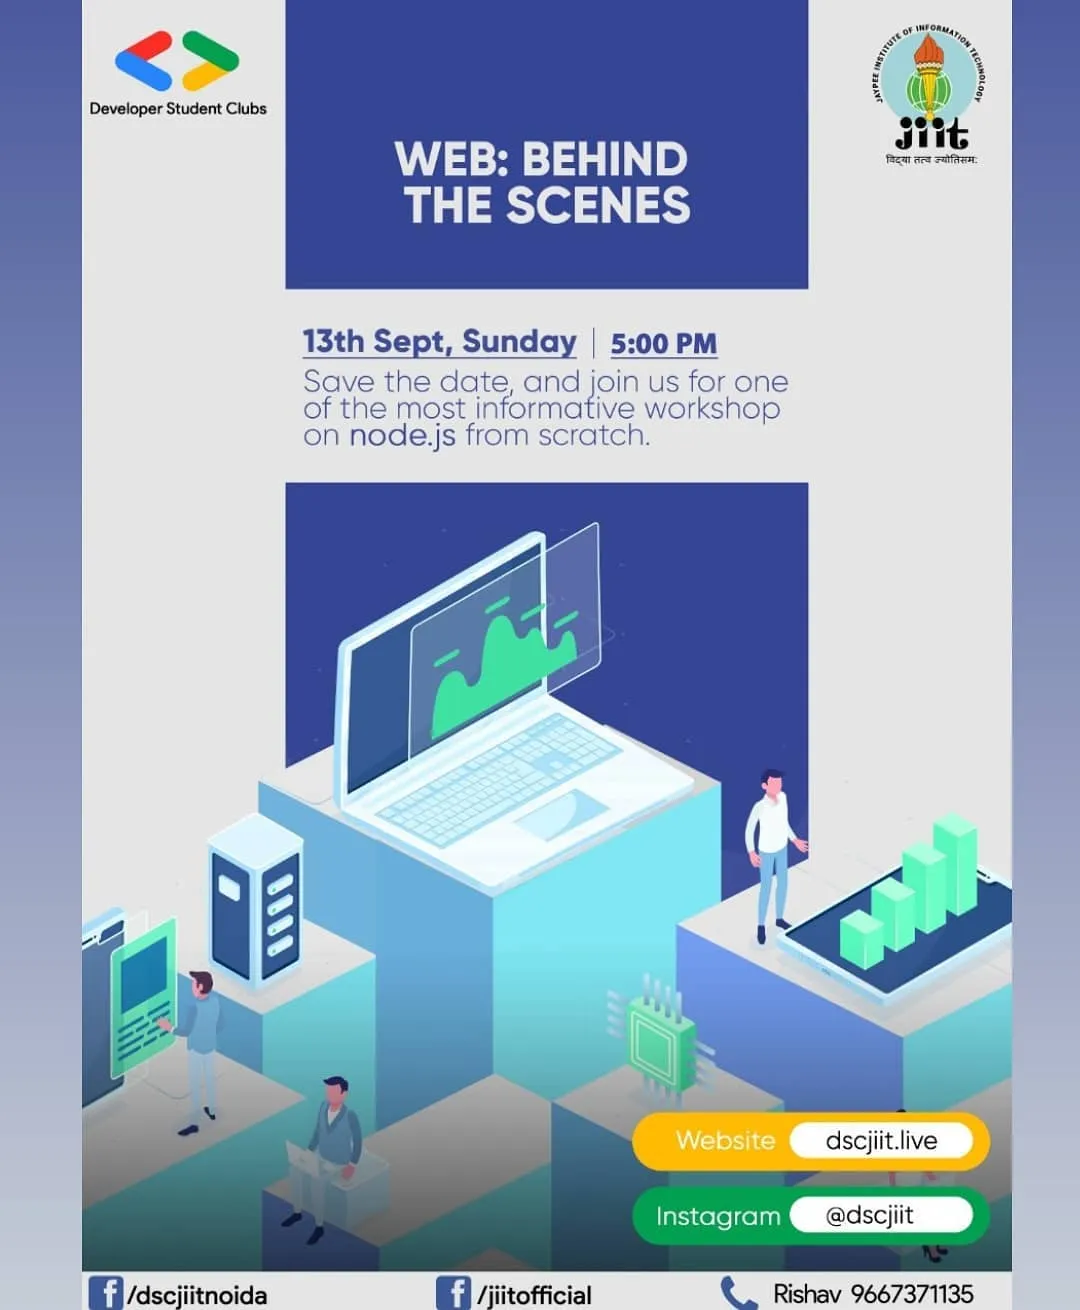 Developer Student Clubs
JAYPEE INSTITUTE OF INFORMATION TECHNOLOGY
jiit
विद्या तत्व ज्योतिसमः
WEB: BEHIND
THE SCENES
13th Sept, Sunday | 5:00 PM
Save the date, and join us for one
of the most informative workshop
on node.js from scratch.
Website dscjiit.live
Instagram @dscjiit
/dscjiitnoida /jiitofficial Rishav 9667371135